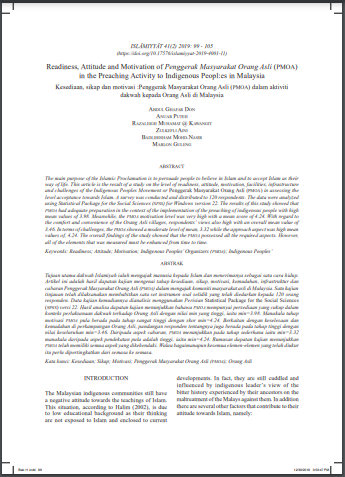 ISLĀMIYYĀT 41(2) 2019: 99 - 105
(https://doi.org/10.17576/islamiyyat-2019-4001-11)
Readiness, Attitude and Motivation of Penggerak Masyarakat Orang Asli (PMOA)
in the Preaching Activity to Indigenous Peopl;es in Malaysia
Kesediaan, sikap dan motivasi :Penggerak Masyarakat Orang Asli (PMOA) dalam aktiviti
dakwah kepada Orang Asli di Malaysia
ABDUL GHAFAR DON
ANUAR PUTEH
RAZALEIGH MUHAMAT @ KAWANGIT
ZULKEFLI AINI
BADLIHISHAM MOHD NASIR
MARLON GULENG
ABSTRACT
The main purpose of the Islamic Proclamation is to persuade people to believe in Islam and to accept Islam as their
way of life. This article is the result of a study on the level of readiness, attitude, motivation, facilities, infrastructure
and challenges of the Indigenous Peoples Movement or Penggerak Masyarakat Orang Asli (PMOA) in assessing the
level acceptance towards Islam. A survey was conducted and distributed to 120 respondents. The data were analyzed
using Statistical Package for the Social Sciences (SPSS) for Windows version 22. The results of this study showed that
PMOA had adequate preparation in the context of the implementation of the preaching of indigenous people with high
mean values of 3.98. Meanwhile, the PMOA motivation level was very high with a mean score of 4.24. With regard to
the comfort and convenience of the Orang Asli villages, respondents' views also high with an overall mean value of
3.46. In terms of challenges, the PMOA showed a moderate level of mean, 3.32 while the approach aspect was high mean
values of, 4.24. The overall findings of the study showed that the PMOA possessed all the required aspects. However,
all of the elements that was measured must be enhanced from time to time.
Keywords: Readiness; Attitude; Motivation; Indigenous Peoples' Organizers (PMOA); Indigenous Peoples'
ABSTRAK
Tujuan utama dakwah Islamiyah ialah mengajak manusia kepada Islam dan menerimanya sebagai satu cara hidup.
Artikel ini adalah hasil dapatan kajian mengenai tahap kesediaan, sikap, motivasi, kemudahan, infrastruktur dan
cabaran Penggerak Masyarakat Orang Asli (PMOA) dalam mengajak komuniti masyarakat asli di Malaysia. Satu kajian
tinjauan telah dilaksanakan membabitkan satu set instrumen soal selidik yang telah diedarkan kepada 120 orang
responden. Data kajian kemudiannya dianalisis menggunakan Perisian Statistical Package for the Social Sciences
(SPSS) versi 22. Hasil analisis dapatan kajian menunjukkan bahawa PMOA mempunyai persediaan yang cukup dalam
konteks perlaksanaan dakwah terhadap Orang Asli dengan nilai min yang tinggi, iaitu min=3.98. Manakala tahap
motivasi PMOA pula berada pada tahap sangat tinggi dengan skor min=4.24. Berkaitan dengan keselesaan dan
kemudahan di perkampungan Orang Asli, pandangan responden tentangnya juga berada pada tahap tinggi dengan
nilai keseluruhan min=3.46. Daripada aspek cabaran, PMOA menunjukkan pada tahap sederhana iaitu min=3.32
manakala daripada aspek pendekatan pula adalah tinggi, iaitu min=4.24. Rumusan dapatan kajian menunjukkan
PMOA telah memiliki semua aspek yang dikehendaki. Walau bagaimanapun kesemua elemen-elemen yang telah diukur
itu perlu dipertingkatkan dari semasa ke semasa.
Kata kunci: Kesediaan; Sikap; Motivasi; Penggerak Masyarakat Orang Asli (PMOA); Orang Asli
INTRODUCTION
The Malaysian indigenous communities still have
a negative attitude towards the teachings of Islam.
This situation, according to Halim (2002), is due
to low educational background as their thinking
are not exposed to Islam and enclosed to current
developments. In fact, they are still cuddled and
influenced by indigenous leader's view of the
bitter history experienced by their ancestors on the
maltreatment of the Malays against them. In addition
there are several other factors that contribute to their
attitude towards Islam, namely: